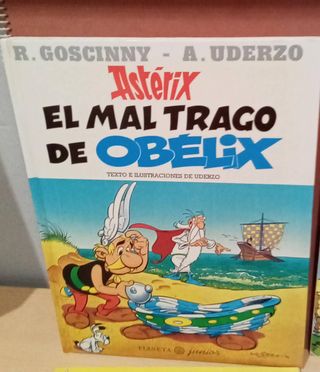 R. GOSCINNY - A. UDERZO
Astérix
EL MAL TRAGO
DE OBÉLIX
TEXTO E ILUSTRACIONES DE UDERZO
PLANETA junior